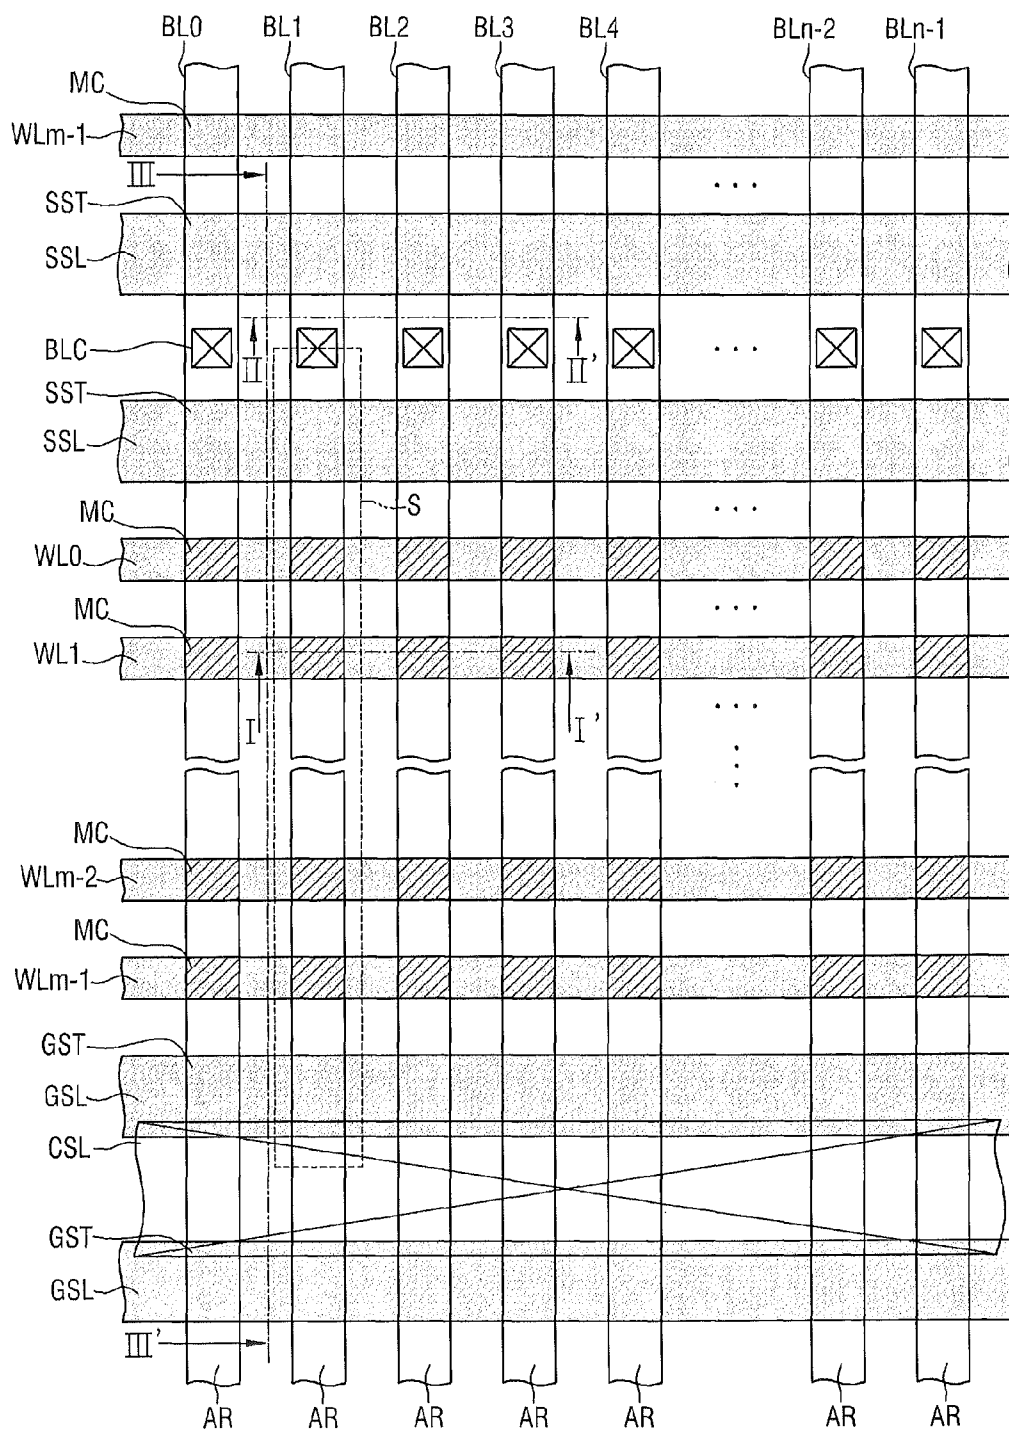 BL0 BL1 BL2 BL3 BL4 BLn-2 BLn-1
MC
WLm-1
III
...
SST
SSL
BLC
II II'
...
SST
SSL
S
MC
...
WL0
MC
...
WL1
I I'
...
MC
WLm-2
MC
WLm-1
GST
GSL
CSL
GST
GSL
III'
AR AR AR AR AR AR AR